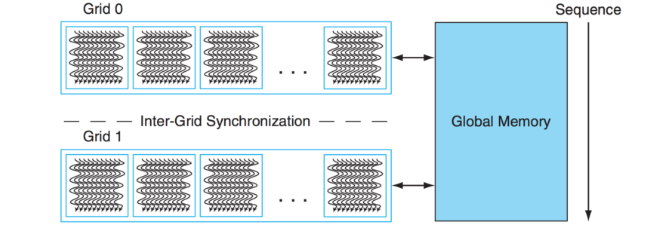 Grid 0
Sequence
. . .
Inter-Grid Synchronization
Global Memory
Grid 1
. . .